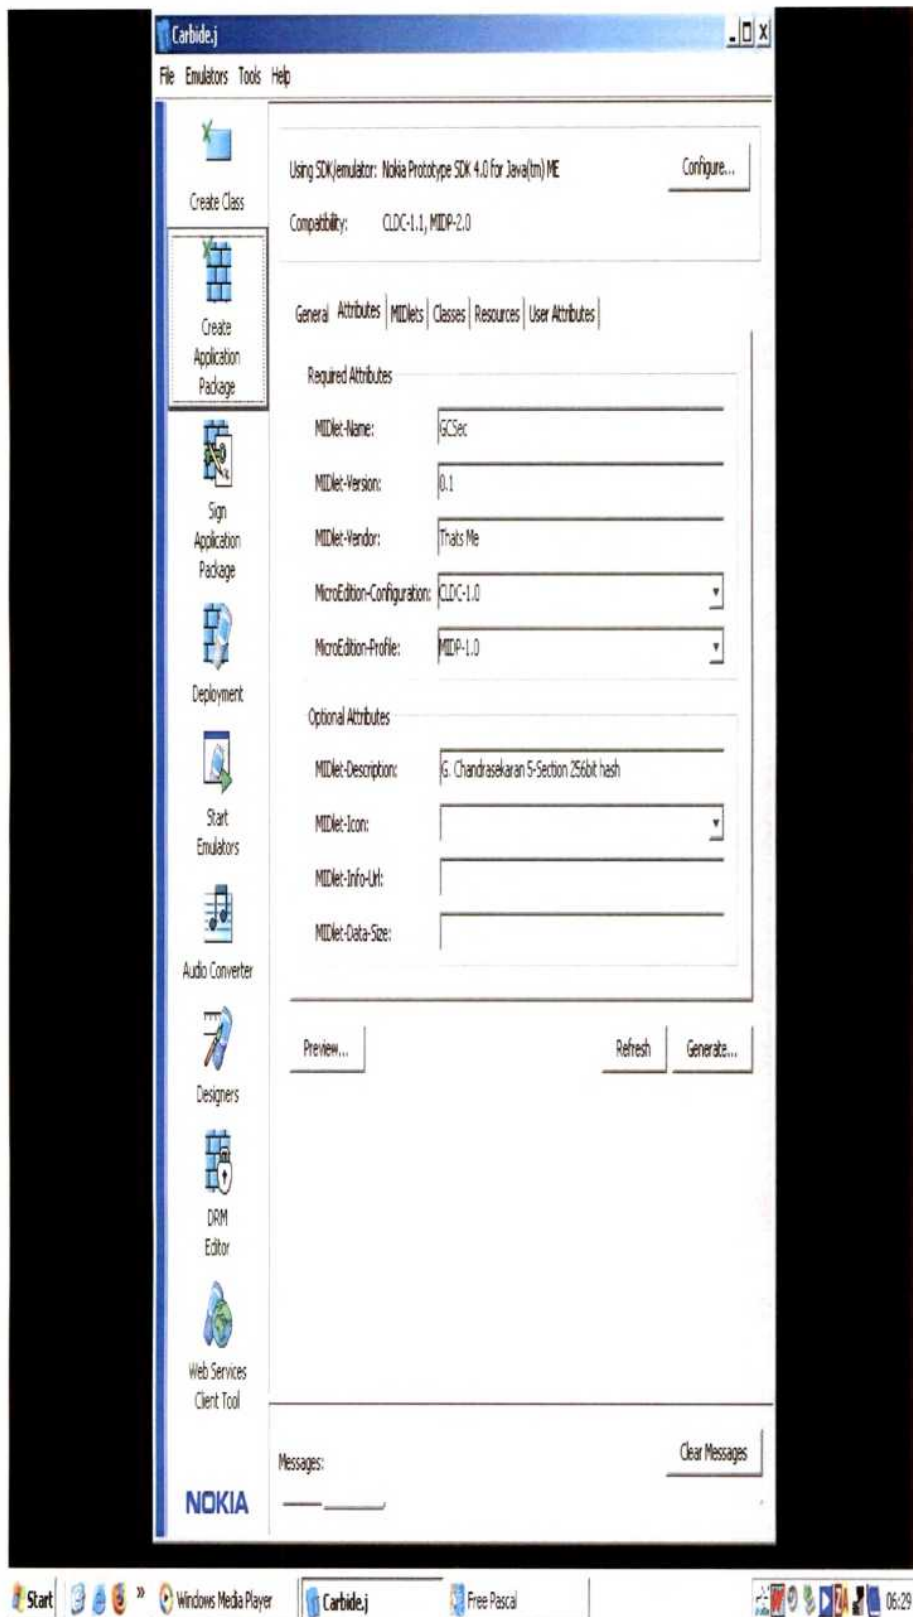 Carbide.j
File Emulators Tools Help
Create Class
Create
Application
Package
Sign
Application
Package
Deployment
Start
Emulators
Audio Converter
Designers
DRM
Editor
Web Services
Client Tool
NOKIA
Using SDK/emulator: Nokia Prototype SDK 4.0 for Java(tm) ME
Configure...
Compatibility: CLDC-1.1, MIDP-2.0
General Attributes MIDlets Classes Resources User Attributes
Required Attributes
MIDlet-Name: GCSec
MIDlet-Version: 0.1
MIDlet-Vendor: Thats Me
MicroEdition-Configuration: CLDC-1.0
MicroEdition-Profile: MIDP-1.0
Optional Attributes
MIDlet-Description: G. Chandrasekaran 5-Section 256bit hash
MIDlet-Icon:
MIDlet-Info-Url:
MIDlet-Data-Size:
Preview... Refresh Generate...
Messages: Clear Messages
Start » Windows Media Player Carbide.j Free Pascal 06:29